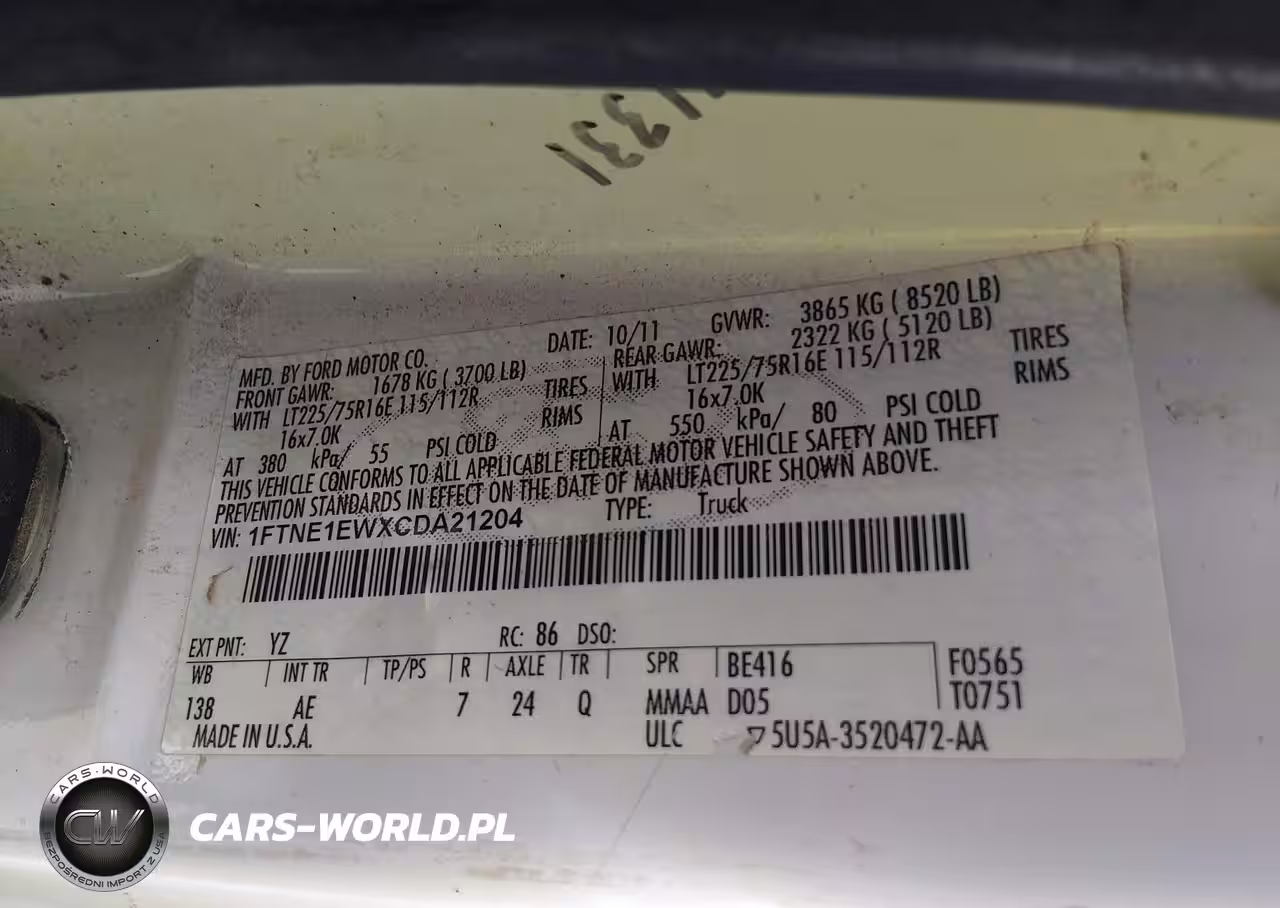 1331
MFD. BY FORD MOTOR CO. DATE: 10/11 GVWR: 3865 KG ( 8520 LB)
FRONT GAWR: 1678 KG ( 3700 LB) REAR GAWR: 2322 KG ( 5120 LB)
WITH LT225/75R16E 115/112R TIRES WITH LT225/75R16E 115/112R TIRES
16x7.0K RIMS 16x7.0K RIMS
AT 380 kPa/ 55 PSI COLD AT 550 kPa/ 80 PSI COLD
THIS VEHICLE CONFORMS TO ALL APPLICABLE FEDERAL MOTOR VEHICLE SAFETY AND THEFT
PREVENTION STANDARDS IN EFFECT ON THE DATE OF MANUFACTURE SHOWN ABOVE.
VIN: 1FTNE1EWXCDA21204 TYPE: Truck
EXT PNT: YZ RC: 86 DSO:
WB INT TR TP/PS R AXLE TR SPR BE416 F0565
138 AE 7 24 Q MMAA D05 T0751
MADE IN U.S.A. ULC ▽5U5A-3520472-AA
CARS-WORLD
CW
BEZPOŚREDNI IMPORT Z USA
CARS-WORLD.PL